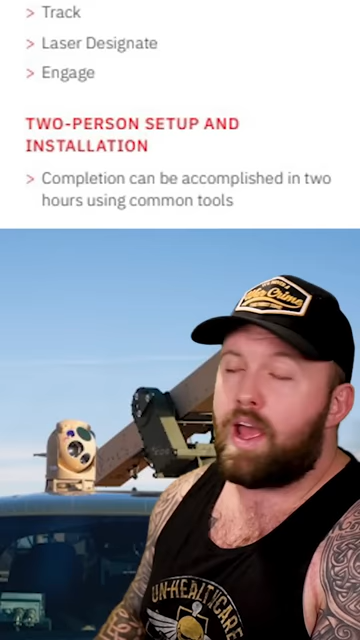 > Track
> Laser Designate
> Engage
TWO-PERSON SETUP AND
INSTALLATION
> Completion can be accomplished in two
hours using common tools
UN-HEALTHYCARE